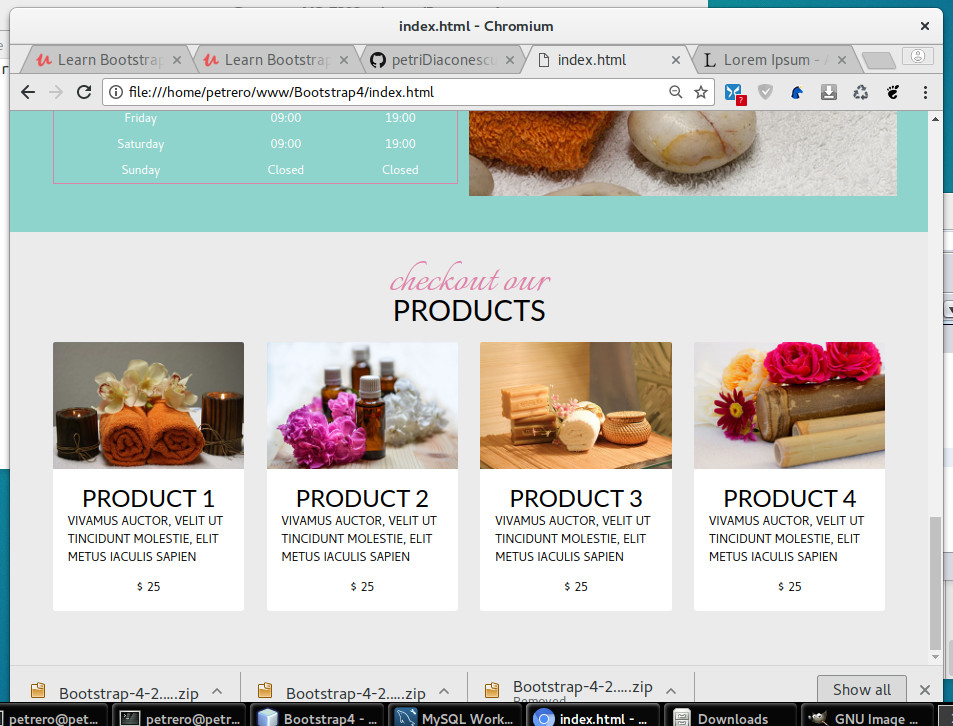 index.html - Chromium
Learn Bootstrap
Learn Bootstrap
petriDiaconescu
index.html
Lorem Ipsum - A
file:///home/petrero/www/Bootstrap4/index.html
Friday 09:00 19:00
Saturday 09:00 19:00
Sunday Closed Closed
checkout our
PRODUCTS
PRODUCT 1
VIVAMUS AUCTOR, VELIT UT
TINCIDUNT MOLESTIE, ELIT
METUS IACULIS SAPIEN
$ 25
PRODUCT 2
VIVAMUS AUCTOR, VELIT UT
TINCIDUNT MOLESTIE, ELIT
METUS IACULIS SAPIEN
$ 25
PRODUCT 3
VIVAMUS AUCTOR, VELIT UT
TINCIDUNT MOLESTIE, ELIT
METUS IACULIS SAPIEN
$ 25
PRODUCT 4
VIVAMUS AUCTOR, VELIT UT
TINCIDUNT MOLESTIE, ELIT
METUS IACULIS SAPIEN
$ 25
Bootstrap-4-2.....zip
Bootstrap-4-2.....zip
Bootstrap-4-2.....zip
Removed
Show all
petrero@pet...
petrero@pet...
Bootstrap4 - ...
MySQL Work...
index.html - ...
Downloads
GNU Image ...